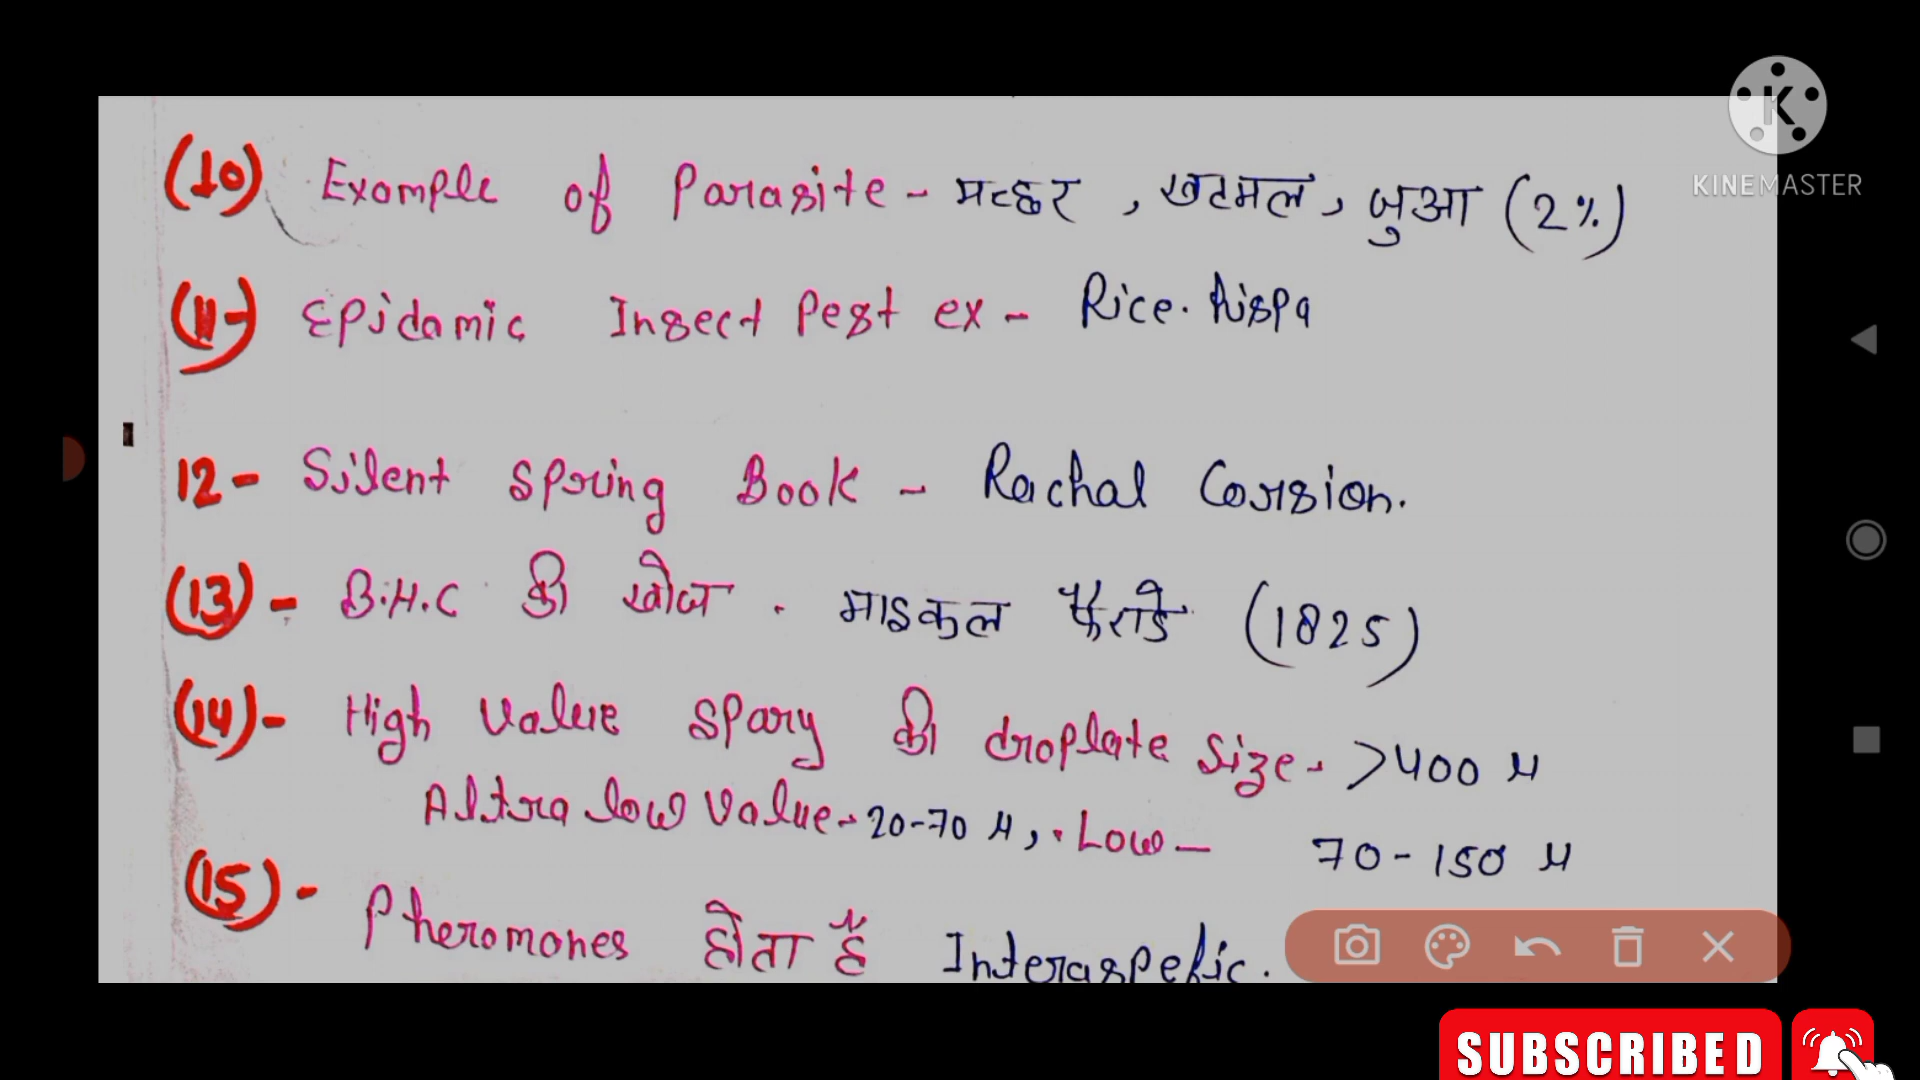 KINEMASTER
(10) Example of Parasite - मच्छर , खटमल, जुआ (2%)
(11-) Epidamic Insect Pest ex - Rice. hispa
12- Silent Spring Book - Rachal Corsion.
(13)- B.H.C की खोज . माइकल फैराडे (1825)
(14)- High Value Spary की droplate Size - >400 μ
Altra low Value - 20-70 μ, . Low - 70-150 μ
(15)- Pheromones होता है Interaspefic.
SUBSCRIBED